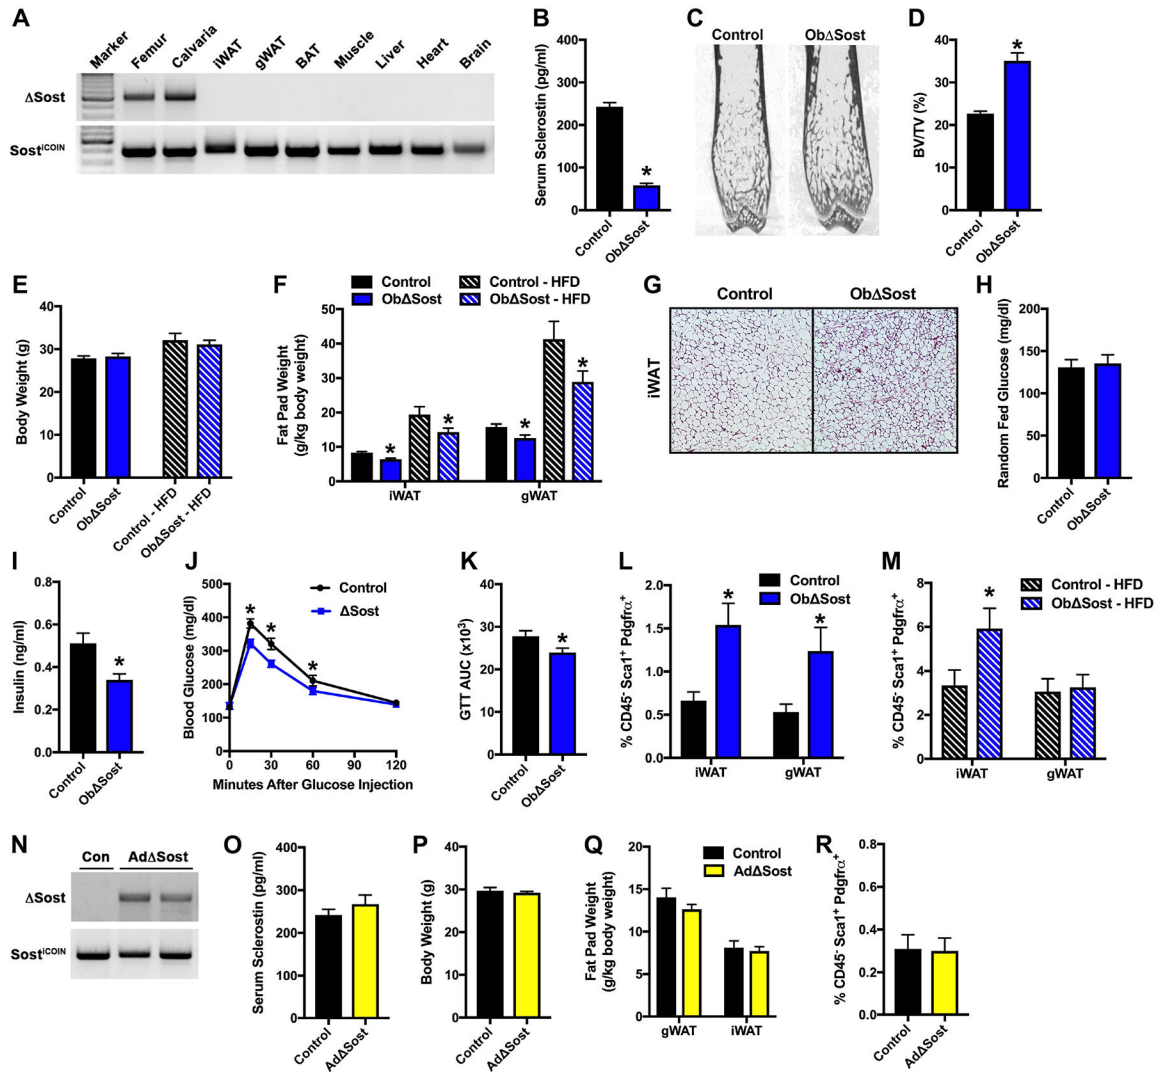 A
Marker Femur Calvaria iWAT gWAT BAT Muscle Liver Heart Brain
ΔSost
Sost^iCOIN
B
Serum Sclerostin (pg/ml)
400
300
200
100
0
Control ObΔSost
*
C
Control ObΔSost
D
BV/TV (%)
40
30
20
10
0
Control ObΔSost
*
E
Body Weight (g)
40
30
20
10
0
Control ObΔSost Control - HFD ObΔSost - HFD
F
Control Control - HFD
ObΔSost ObΔSost - HFD
Fat Pad Weight
(g/kg body weight)
50
40
30
20
10
0
* * * *
iWAT gWAT
G
Control ObΔSost
iWAT
H
Random Fed Glucose (mg/dl)
200
150
100
50
0
Control ObΔSost
I
Insulin (ng/ml)
0.8
0.6
0.4
0.2
0.0
*
Control ObΔSost
J
Control
ΔSost
Blood Glucose (mg/dl)
500
400
300
200
100
0
* * *
0 30 60 90 120
Minutes After Glucose Injection
K
GTT AUC (x10³)
40
30
20
10
0
*
Control ObΔSost
L
Control
ObΔSost
% CD45⁻ Sca1⁺ Pdgfrα⁺
2.0
1.5
1.0
0.5
0.0
* *
iWAT gWAT
M
Control - HFD
ObΔSost - HFD
% CD45⁻ Sca1⁺ Pdgfrα⁺
8
6
4
2
0
*
iWAT gWAT
N
Con AdΔSost
ΔSost
Sost^iCOIN
O
Serum Sclerostin (pg/ml)
400
300
200
100
0
Control AdΔSost
P
Body Weight (g)
40
30
20
10
0
Control AdΔSost
Q
Control
AdΔSost
Fat Pad Weight
(g/kg body weight)
20
15
10
5
0
gWAT iWAT
R
% CD45⁻ Sca1⁺ Pdgfrα⁺
0.8
0.6
0.4
0.2
0.0
Control AdΔSost